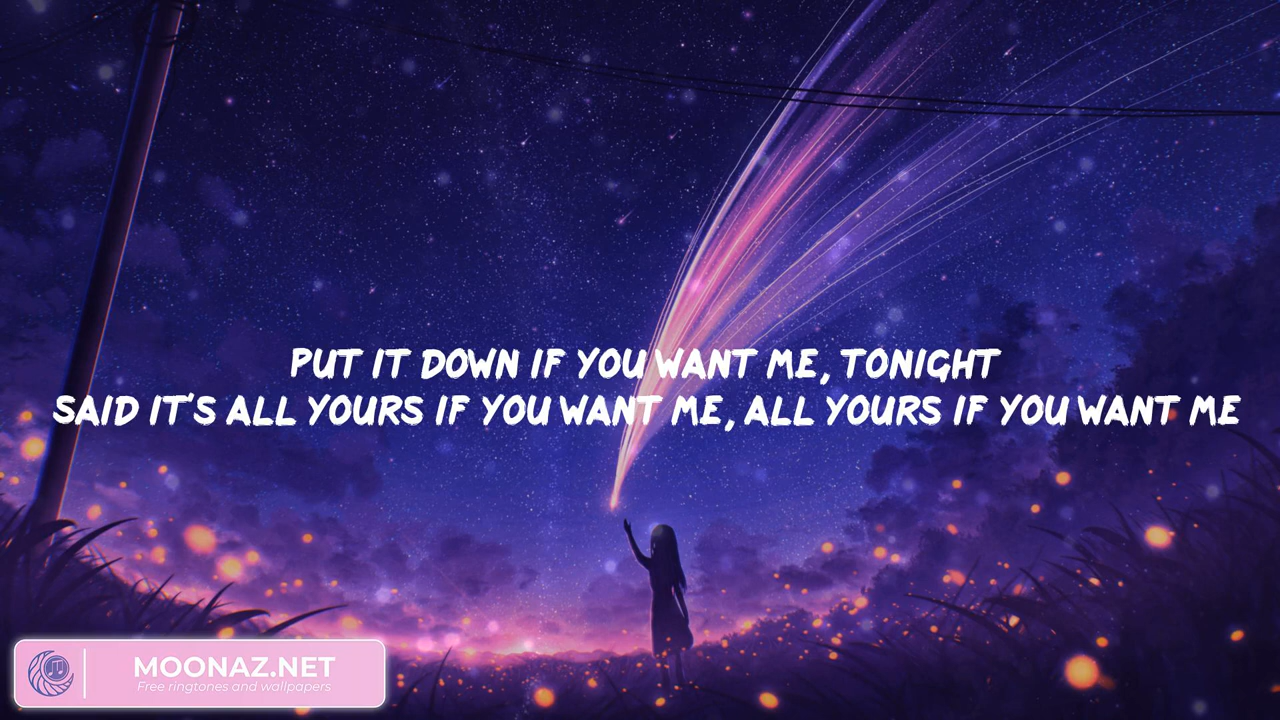 PUT IT DOWN IF YOU WANT ME, TONIGHT
SAID IT'S ALL YOURS IF YOU WANT ME, ALL YOURS IF YOU WANT ME
MOONAZ.NET
Free ringtones and wallpapers